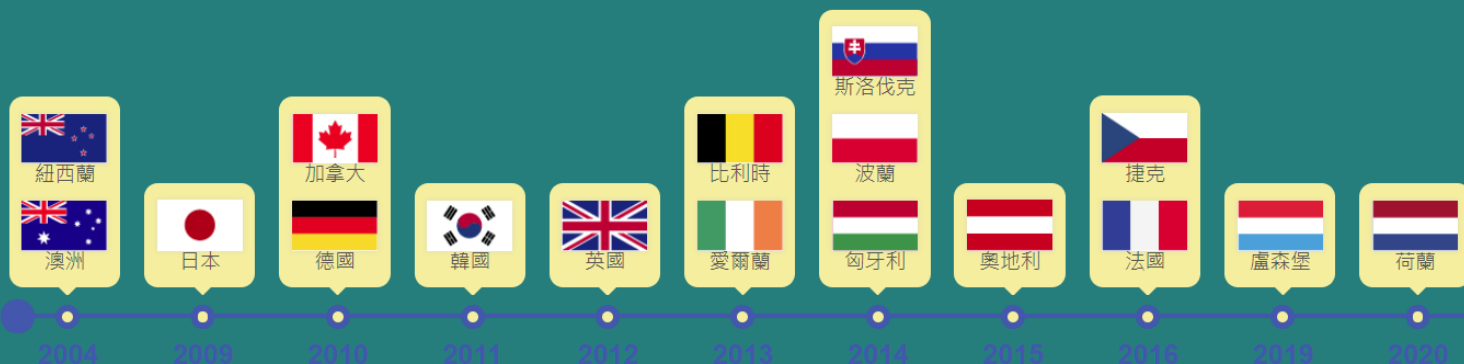 斯洛伐克
紐西蘭
加拿大
比利時
波蘭
捷克
澳洲
日本
德國
韓國
英國
愛爾蘭
匈牙利
奧地利
法國
盧森堡
荷蘭
2004
2009
2010
2011
2012
2013
2014
2015
2016
2019
2020